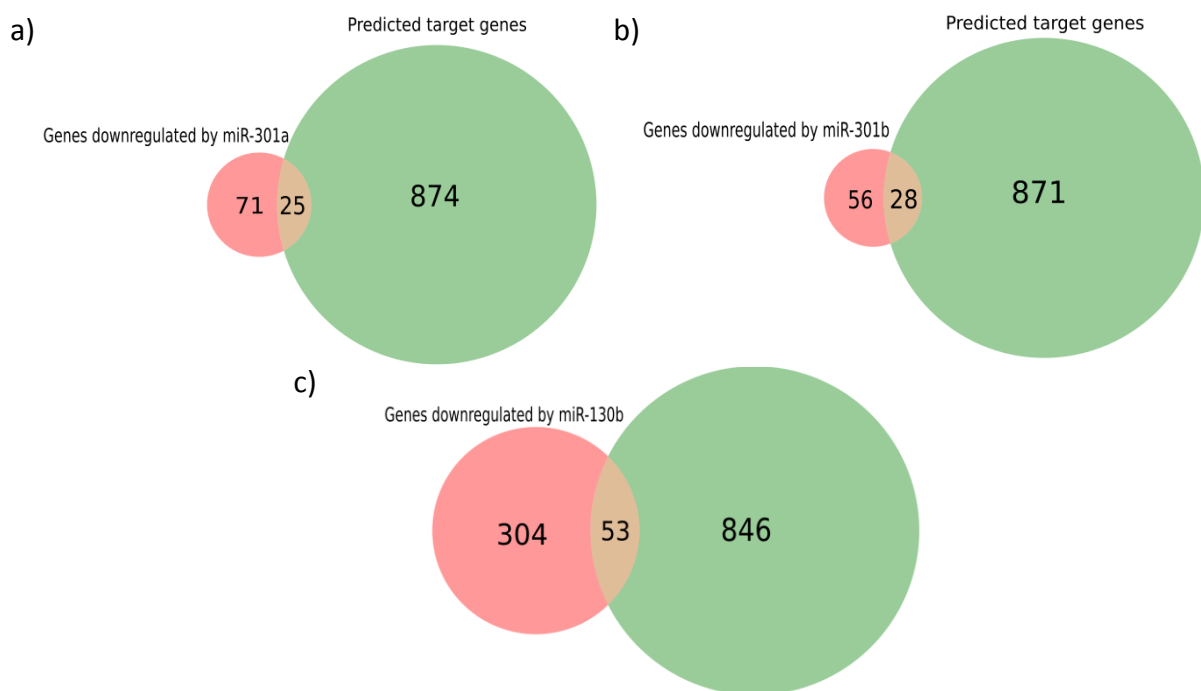 a)
Predicted target genes
Genes downregulated by miR-301a
71
25
874
b)
Predicted target genes
Genes downregulated by miR-301b
56
28
871
c)
Genes downregulated by miR-130b
304
53
846